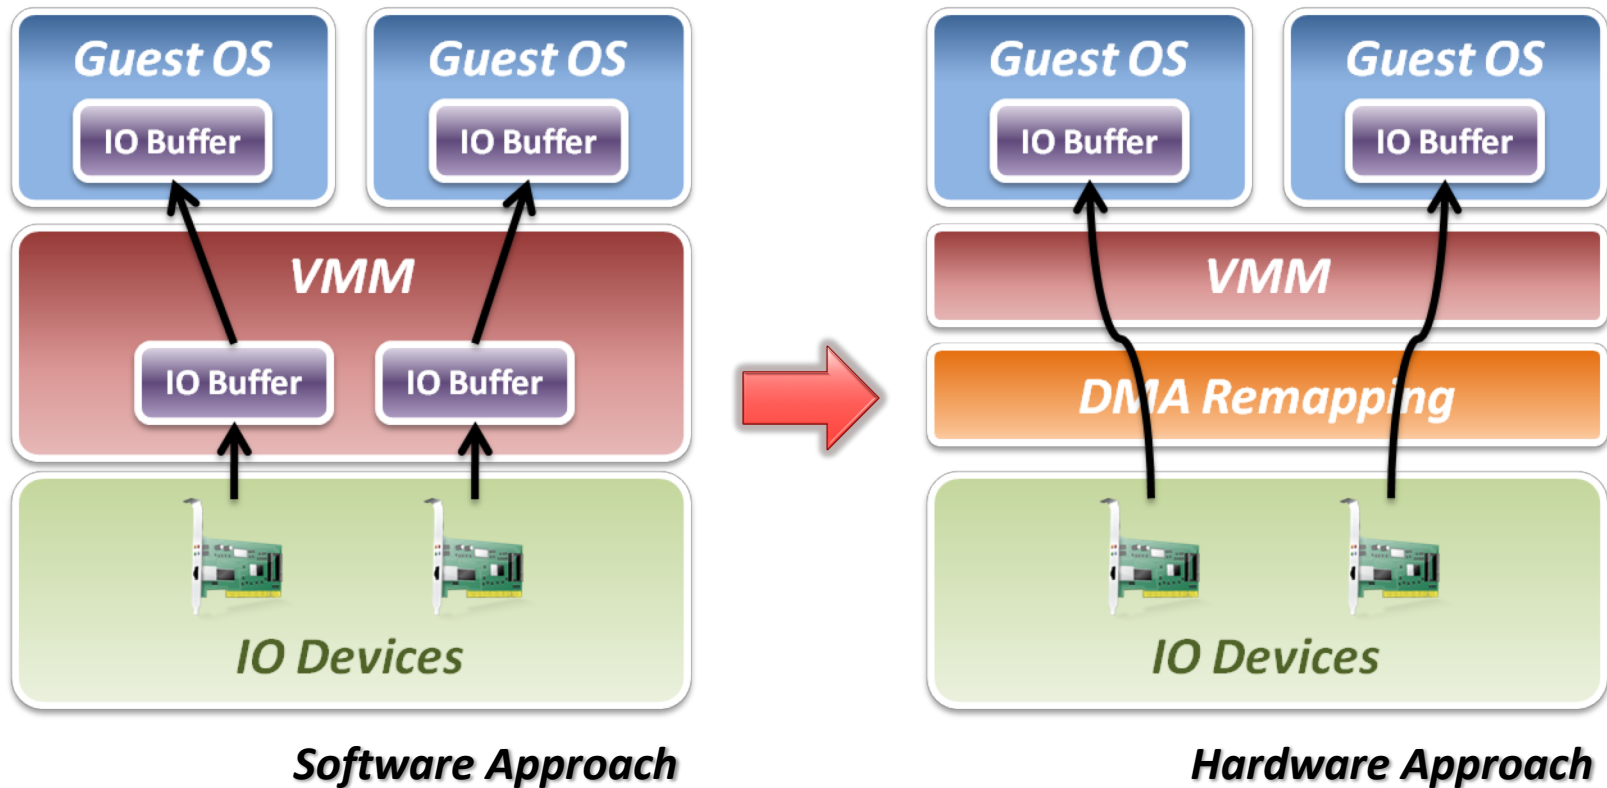 Guest OS
IO Buffer
Guest OS
IO Buffer
VMM
IO Buffer
IO Buffer
IO Devices
Software Approach
Guest OS
IO Buffer
Guest OS
IO Buffer
VMM
DMA Remapping
IO Devices
Hardware Approach